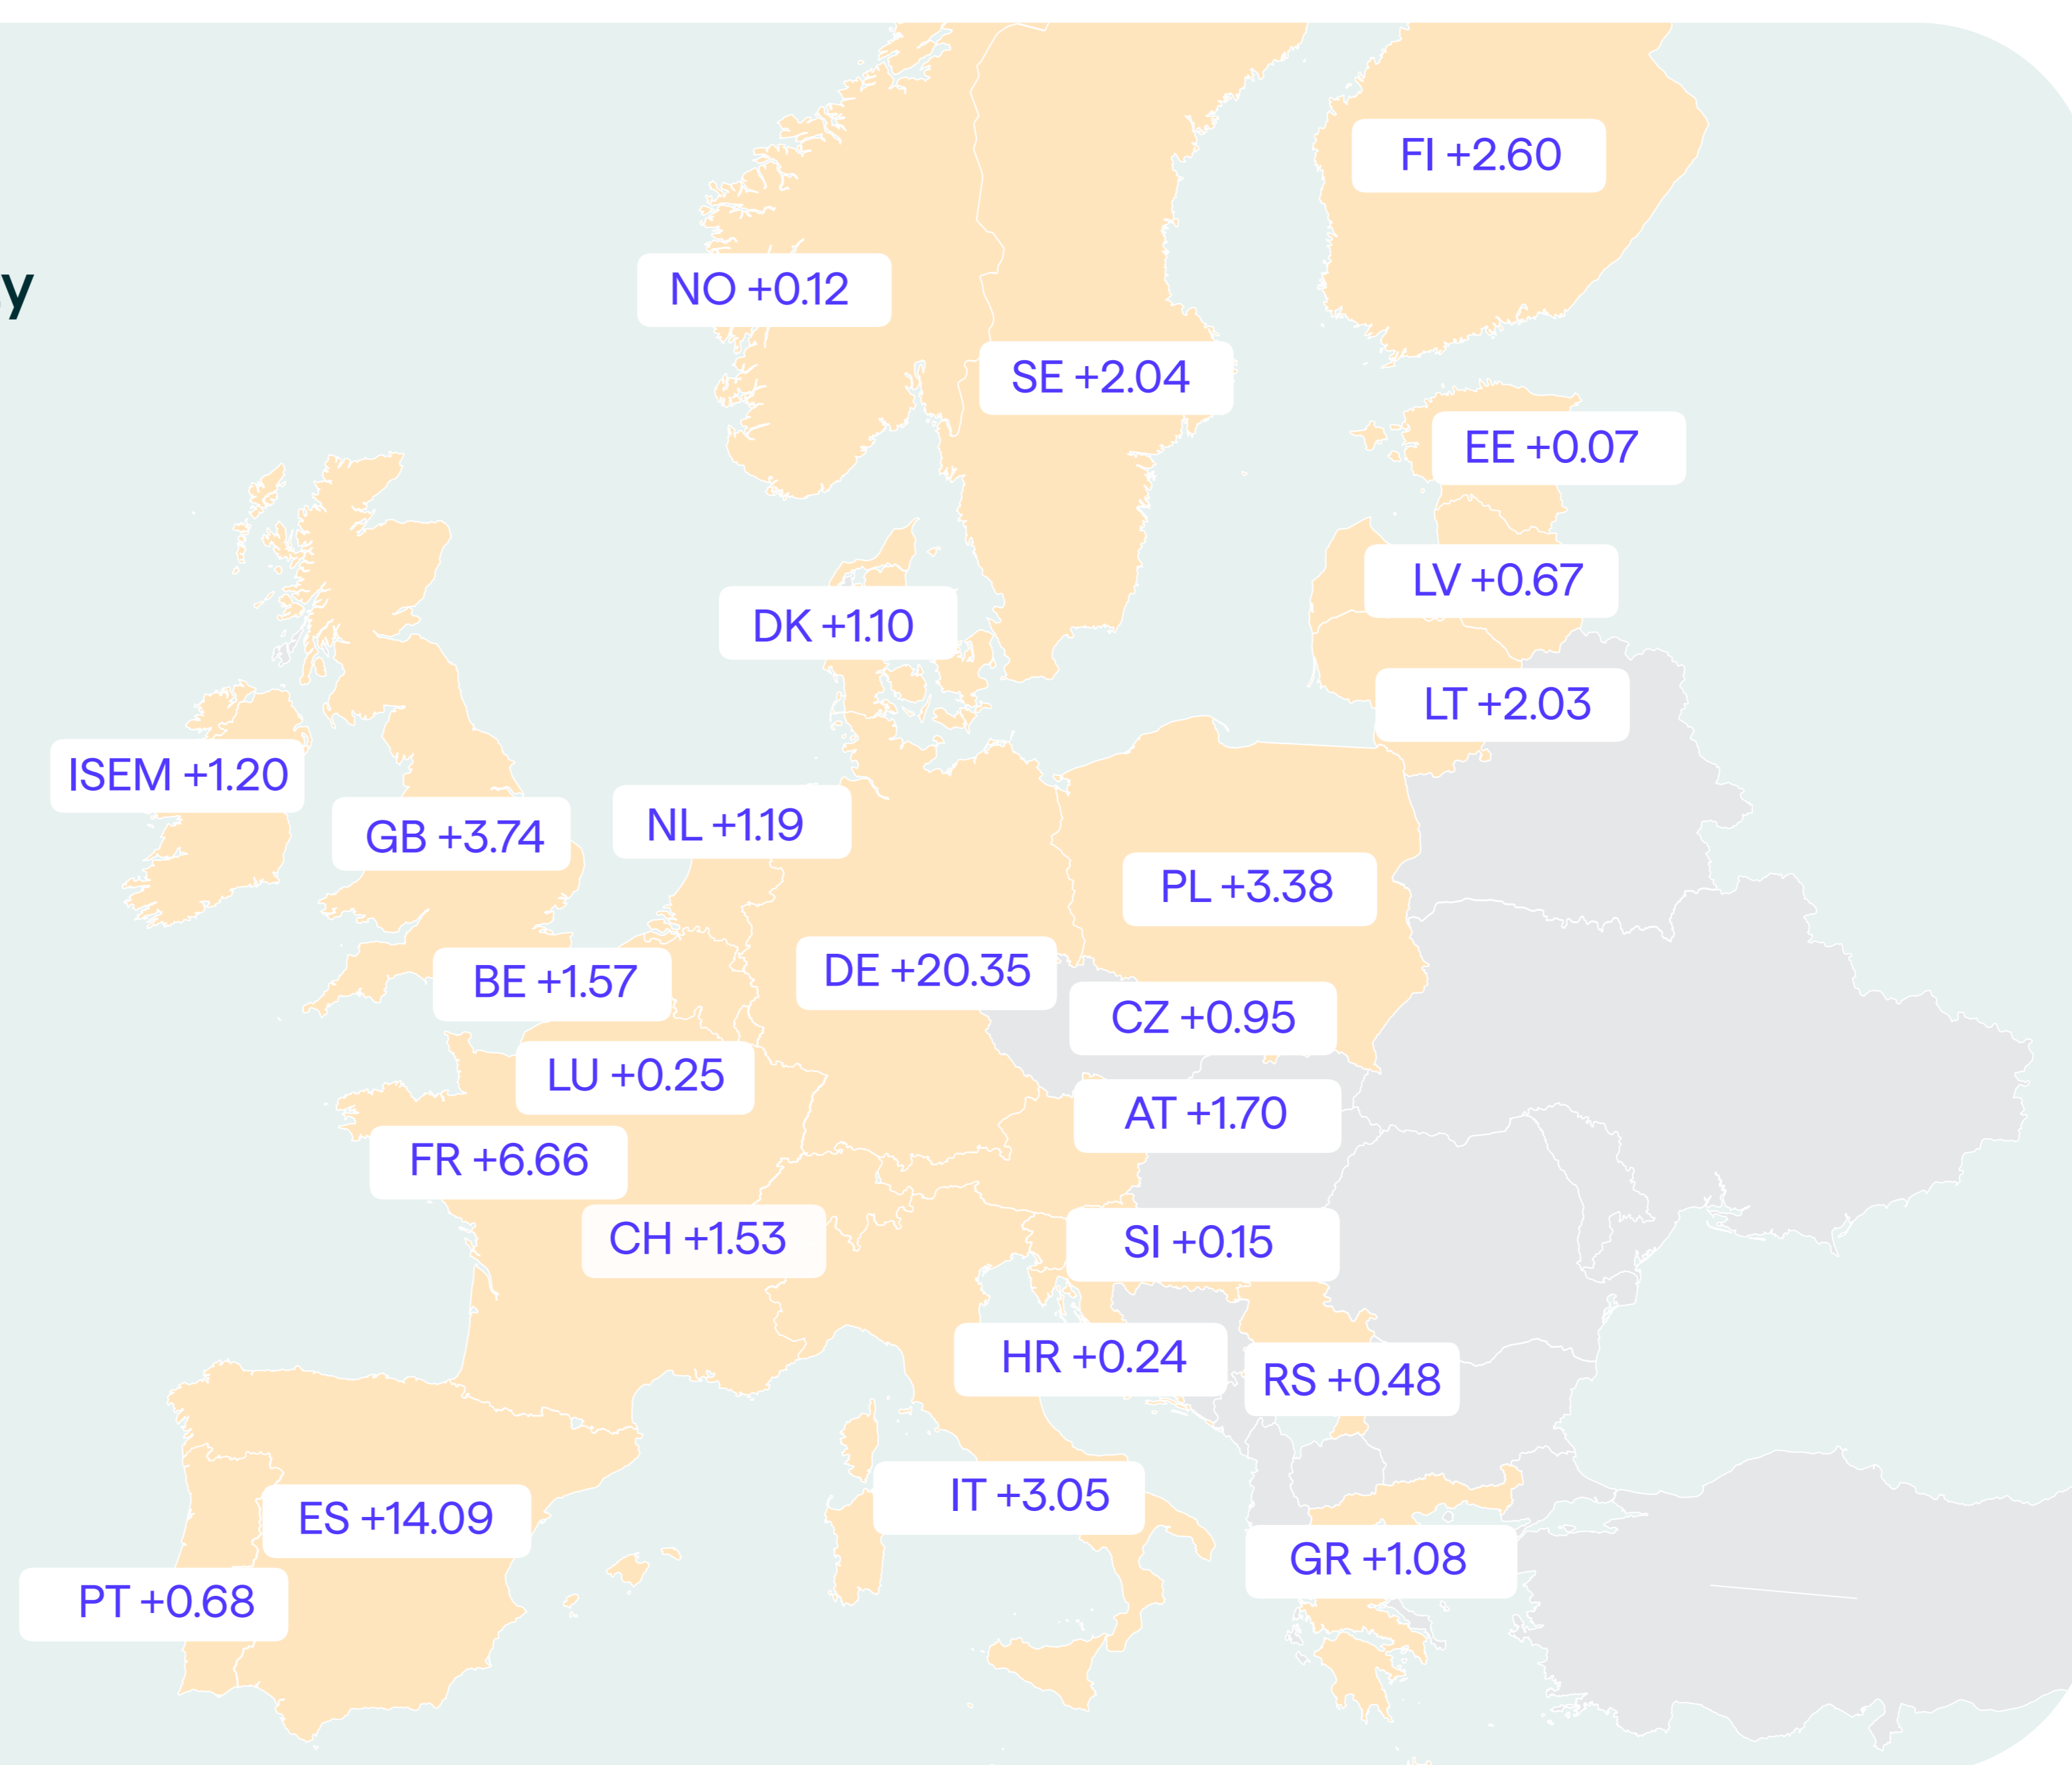 y
FI +2.60
NO +0.12
SE +2.04
EE +0.07
LV +0.67
DK +1.10
LT +2.03
ISEM +1.20
GB +3.74
NL +1.19
PL +3.38
BE +1.57
DE +20.35
CZ +0.95
LU +0.25
AT +1.70
FR +6.66
CH +1.53
SI +0.15
HR +0.24
RS +0.48
ES +14.09
IT +3.05
GR +1.08
PT +0.68